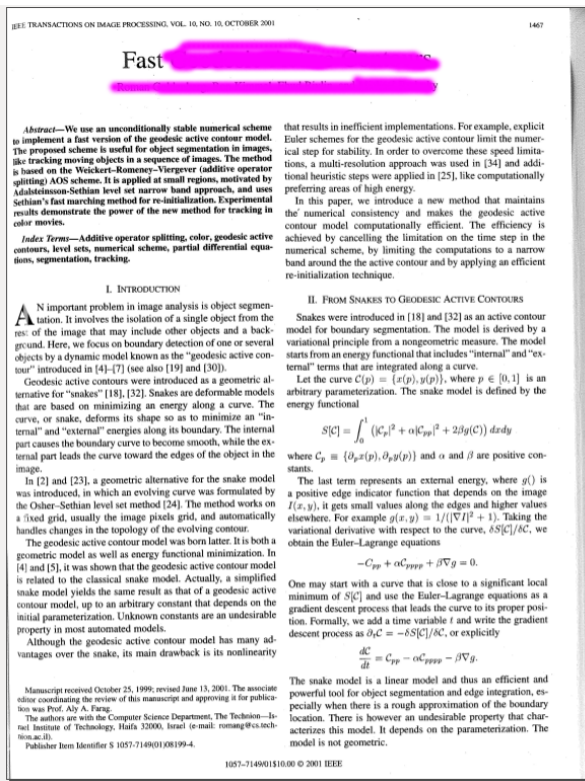 IEEE TRANSACTIONS ON IMAGE PROCESSING, VOL. 10, NO. 10, OCTOBER 2001
1467
Fast
Abstract—We use an unconditionally stable numerical scheme
to implement a fast version of the geodesic active contour model.
The proposed scheme is useful for object segmentation in images,
like tracking moving objects in a sequence of images. The method
is based on the Weickert–Romeney–Viergever (additive operator
splitting) AOS scheme. It is applied at small regions, motivated by
Adalsteinsson-Sethian level set narrow band approach, and uses
Sethian's fast marching method for re-initialization. Experimental
results demonstrate the power of the new method for tracking in
color movies.
Index Terms—Additive operator splitting, color, geodesic active
contours, level sets, numerical scheme, partial differential equa-
tions, segmentation, tracking.
I. INTRODUCTION
AN important problem in image analysis is object segmen-
tation. It involves the isolation of a single object from the
rest of the image that may include other objects and a back-
ground. Here, we focus on boundary detection of one or several
objects by a dynamic model known as the "geodesic active con-
tour" introduced in [4]–[7] (see also [19] and [30]).
Geodesic active contours were introduced as a geometric al-
ternative for "snakes" [18], [32]. Snakes are deformable models
that are based on minimizing an energy along a curve. The
curve, or snake, deforms its shape so as to minimize an "in-
ternal" and "external" energies along its boundary. The internal
part causes the boundary curve to become smooth, while the ex-
ternal part leads the curve toward the edges of the object in the
image.
In [2] and [23], a geometric alternative for the snake model
was introduced, in which an evolving curve was formulated by
the Osher–Sethian level set method [24]. The method works on
a fixed grid, usually the image pixels grid, and automatically
handles changes in the topology of the evolving contour.
The geodesic active contour model was born latter. It is both a
geometric model as well as energy functional minimization. In
[4] and [5], it was shown that the geodesic active contour model
is related to the classical snake model. Actually, a simplified
snake model yields the same result as that of a geodesic active
contour model, up to an arbitrary constant that depends on the
initial parameterization. Unknown constants are an undesirable
property in most automated models.
Although the geodesic active contour model has many ad-
vantages over the snake, its main drawback is its nonlinearity
Manuscript received October 25, 1999; revised June 13, 2001. The associate
editor coordinating the review of this manuscript and approving it for publica-
tion was Prof. Aly A. Farag.
The authors are with the Computer Science Department, The Technion—Is-
rael Institute of Technology, Haifa 32000, Israel (e-mail: romang@cs.tech-
nion.ac.il).
Publisher Item Identifier S 1057-7149(01)08199-4.
that results in inefficient implementations. For example, explicit
Euler schemes for the geodesic active contour limit the numer-
ical step for stability. In order to overcome these speed limita-
tions, a multi-resolution approach was used in [34] and addi-
tional heuristic steps were applied in [25], like computationally
preferring areas of high energy.
In this paper, we introduce a new method that maintains
the numerical consistency and makes the geodesic active
contour model computationally efficient. The efficiency is
achieved by cancelling the limitation on the time step in the
numerical scheme, by limiting the computations to a narrow
band around the the active contour and by applying an efficient
re-initialization technique.
II. FROM SNAKES TO GEODESIC ACTIVE CONTOURS
Snakes were introduced in [18] and [32] as an active contour
model for boundary segmentation. The model is derived by a
variational principle from a nongeometric measure. The model
starts from an energy functional that includes "internal" and "ex-
ternal" terms that are integrated along a curve.
Let the curve C(p) = {x(p), y(p)}, where p ∈ [0, 1] is an
arbitrary parameterization. The snake model is defined by the
energy functional
S[C] = ∫₀¹ (|Cp|² + α|Cpp|² + 2βg(C)) dxdy
where Cp ≡ {∂px(p), ∂py(p)} and α and β are positive con-
stants.
The last term represents an external energy, where g() is
a positive edge indicator function that depends on the image
I(x, y), it gets small values along the edges and higher values
elsewhere. For example g(x, y) = 1/(|∇I|² + 1). Taking the
variational derivative with respect to the curve, δS[C]/δC, we
obtain the Euler–Lagrange equations
−Cpp + αCpppp + β∇g = 0.
One may start with a curve that is close to a significant local
minimum of S[C] and use the Euler–Lagrange equations as a
gradient descent process that leads the curve to its proper posi-
tion. Formally, we add a time variable t and write the gradient
descent process as ∂tC = −δS[C]/δC, or explicitly
dC/dt = Cpp − αCpppp − β∇g.
The snake model is a linear model and thus an efficient and
powerful tool for object segmentation and edge integration, es-
pecially when there is a rough approximation of the boundary
location. There is however an undesirable property that char-
acterizes this model. It depends on the parameterization. The
model is not geometric.
1057–7149/01$10.00 © 2001 IEEE